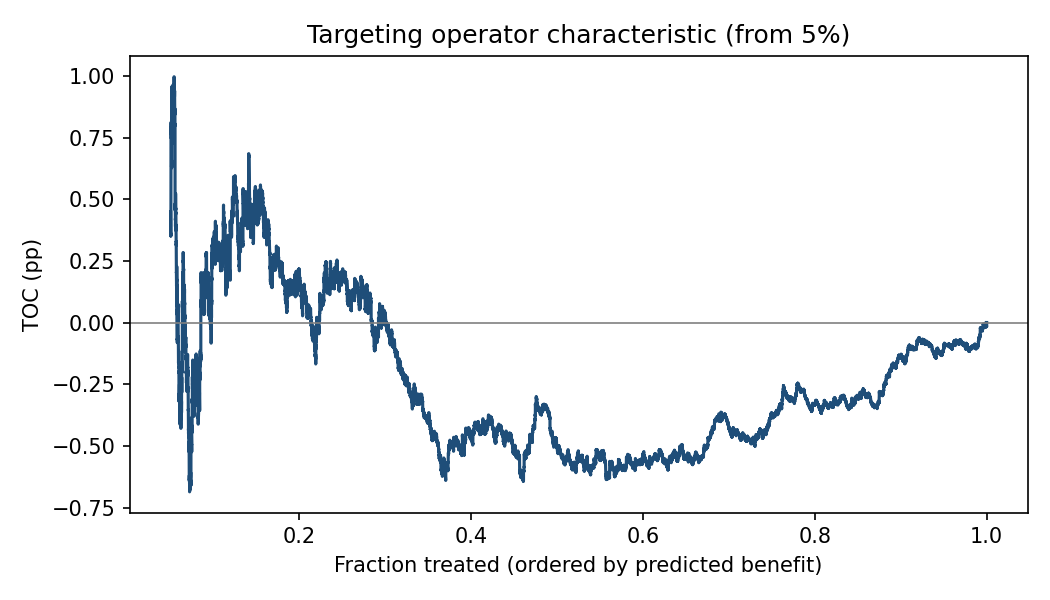 Targeting operator characteristic (from 5%)
TOC (pp)
1.00
0.75
0.50
0.25
0.00
−0.25
−0.50
−0.75
0.2 0.4 0.6 0.8 1.0
Fraction treated (ordered by predicted benefit)